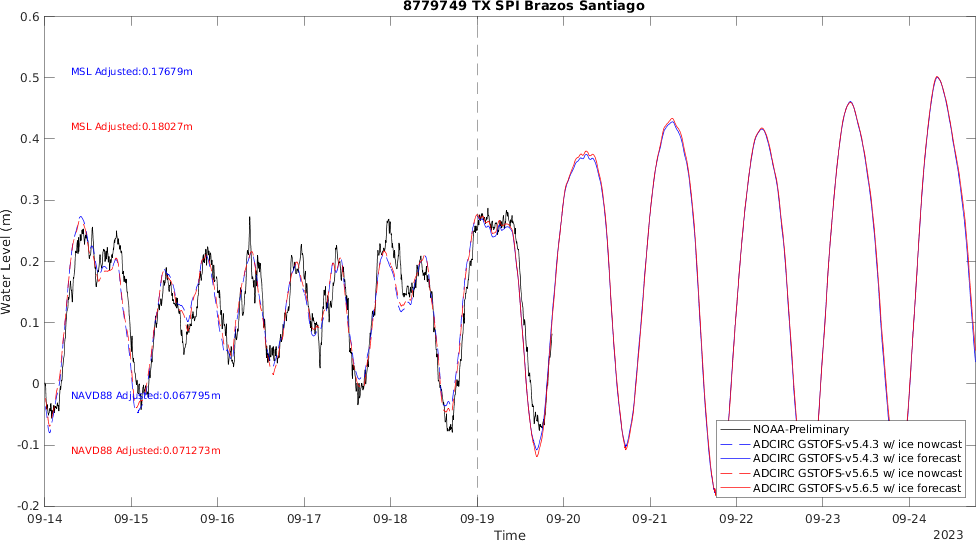 8779749 TX SPI Brazos Santiago
0.6
0.5
0.4
0.3
0.2
0.1
0
-0.1
-0.2
Water Level (m)
MSL Adjusted:0.17679m
MSL Adjusted:0.18027m
NAVD88 Adjusted:0.067795m
NAVD88 Adjusted:0.071273m
NOAA-Preliminary
ADCIRC GSTOFS-v5.4.3 w/ ice nowcast
ADCIRC GSTOFS-v5.4.3 w/ ice forecast
ADCIRC GSTOFS-v5.6.5 w/ ice nowcast
ADCIRC GSTOFS-v5.6.5 w/ ice forecast
09-14 09-15 09-16 09-17 09-18 09-19 09-20 09-21 09-22 09-23 09-24
Time
2023